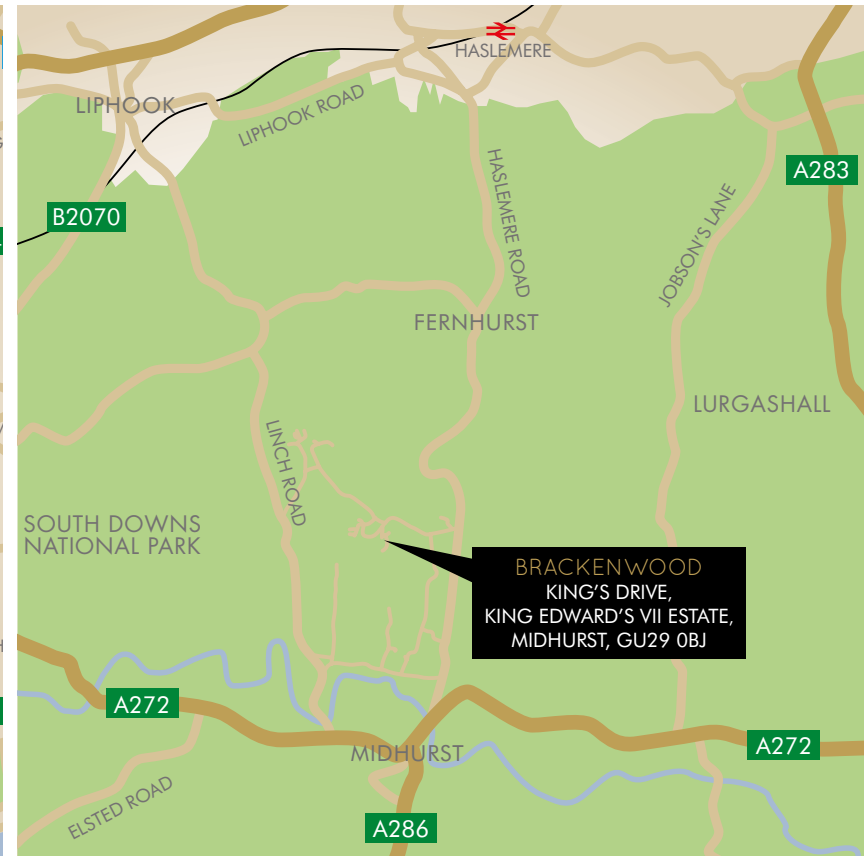 HASLEMERE
LIPHOOK
LIPHOOK ROAD
HASLEMERE ROAD
A283
B2070
JOBSON'S LANE
FERNHURST
LURGASHALL
LINCH ROAD
SOUTH DOWNS
NATIONAL PARK
BRACKENWOOD
KING'S DRIVE,
KING EDWARD'S VII ESTATE,
MIDHURST, GU29 0BJ
A272
MIDHURST
A272
ELSTED ROAD
A286